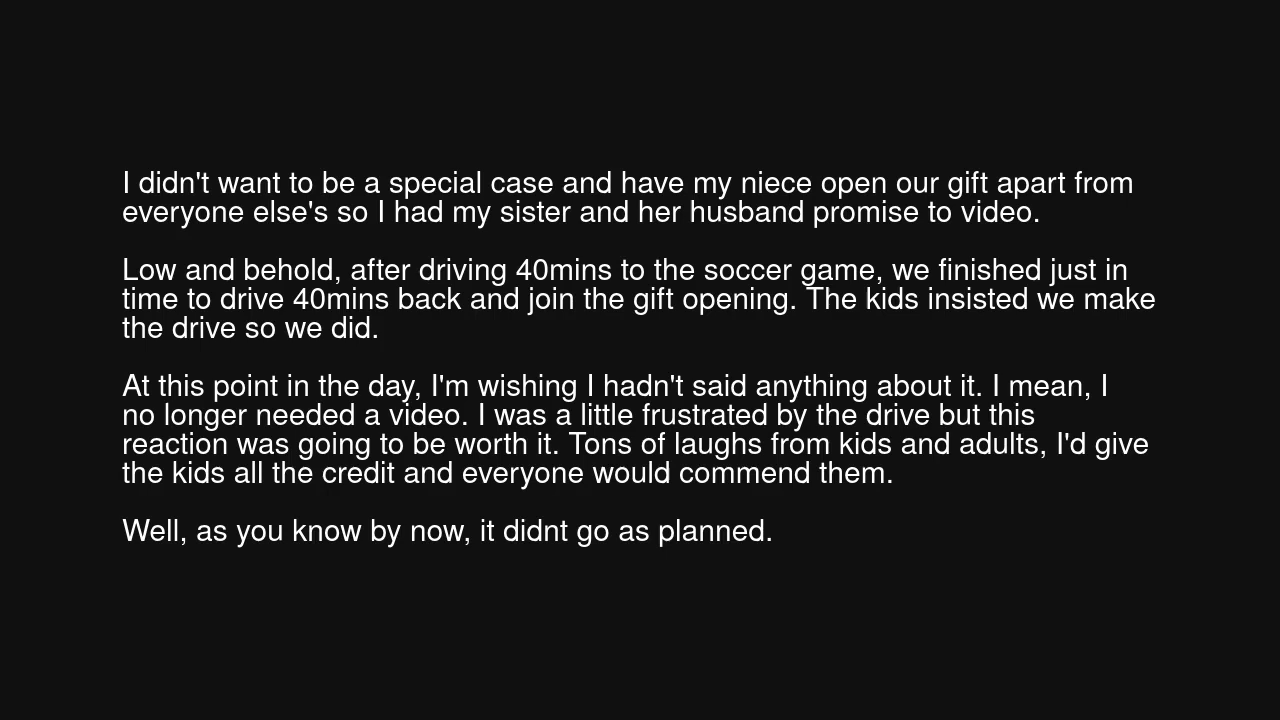 I didn't want to be a special case and have my niece open our gift apart from
everyone else's so I had my sister and her husband promise to video.
Low and behold, after driving 40mins to the soccer game, we finished just in
time to drive 40mins back and join the gift opening. The kids insisted we make
the drive so we did.
At this point in the day, I'm wishing I hadn't said anything about it. I mean, I
no longer needed a video. I was a little frustrated by the drive but this
reaction was going to be worth it. Tons of laughs from kids and adults, I'd give
the kids all the credit and everyone would commend them.
Well, as you know by now, it didnt go as planned.